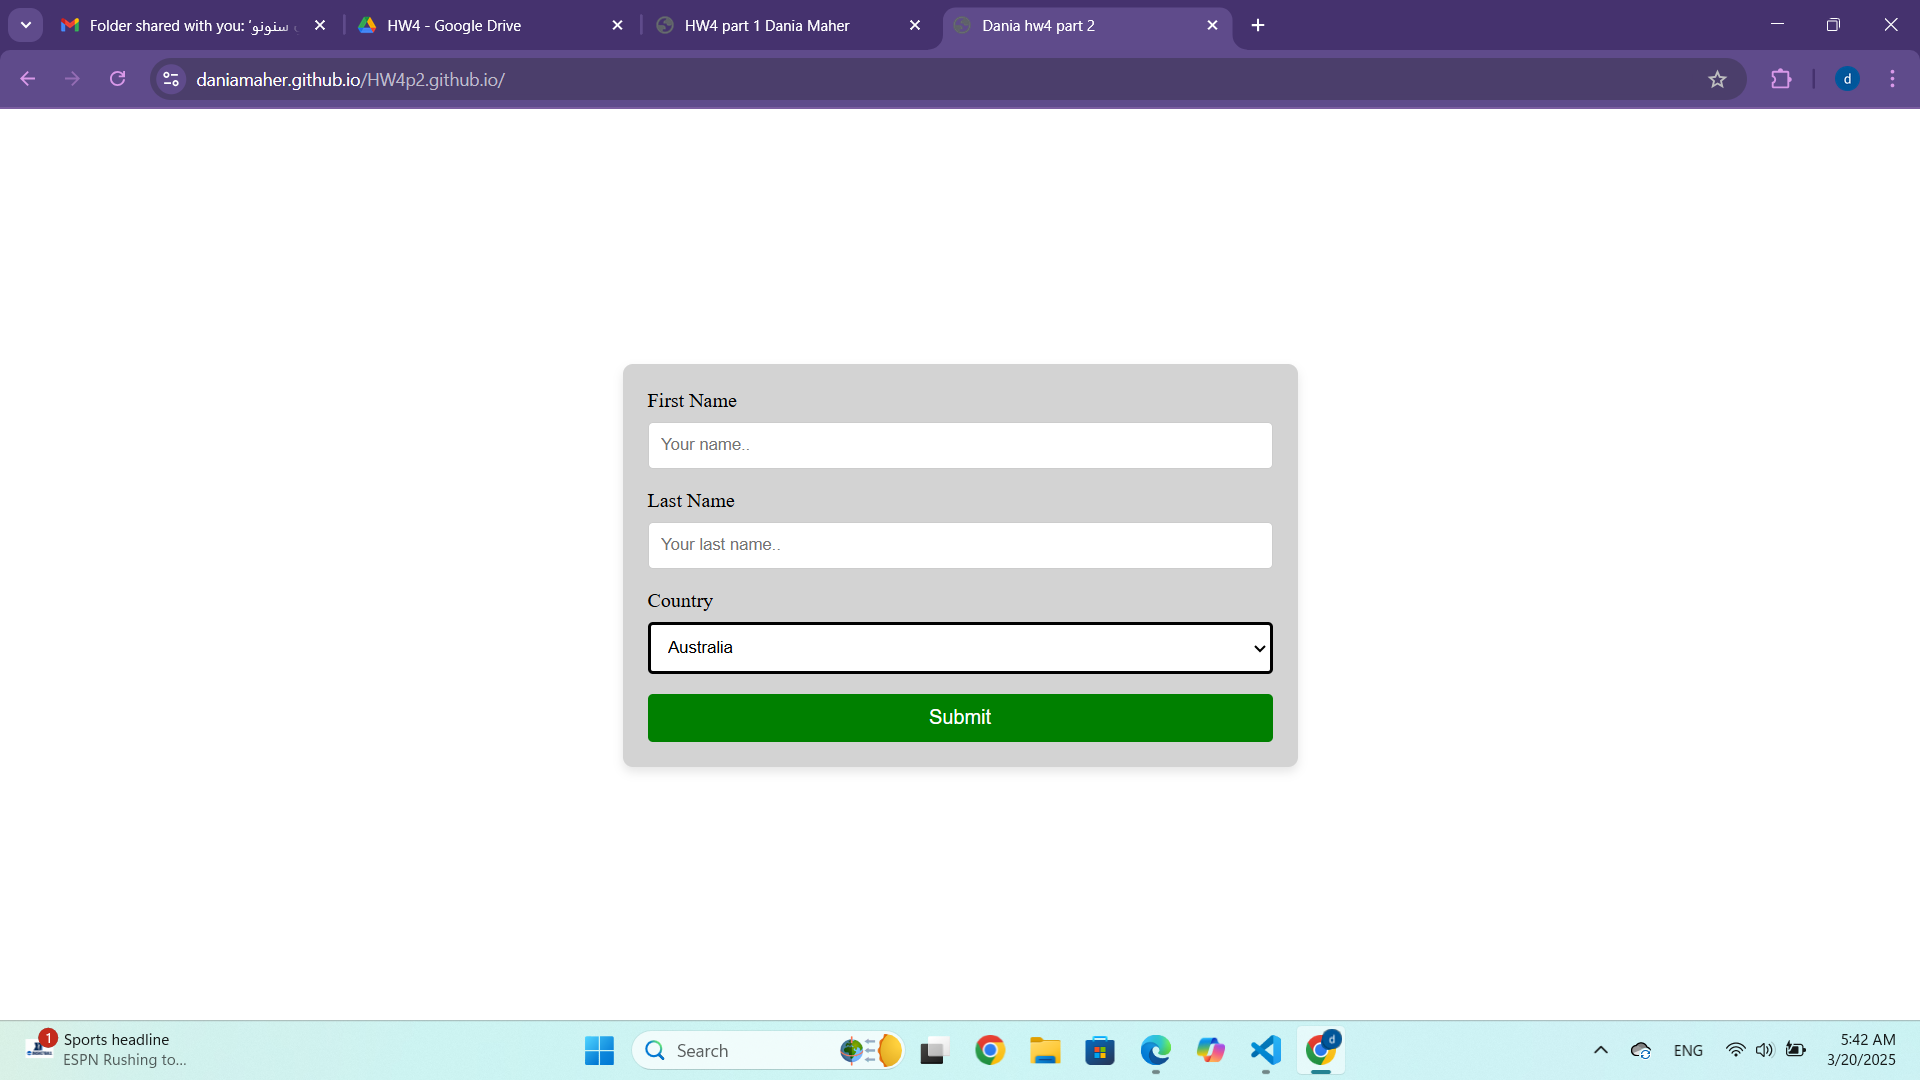 Folder shared with you: ‘سنونو
HW4 - Google Drive
HW4 part 1 Dania Maher
Dania hw4 part 2
daniamaher.github.io/HW4p2.github.io/
d
First Name
Your name..
Last Name
Your last name..
Country
Australia
Submit
1
Sports headline
ESPN Rushing to...
Search
d
ENG
5:42 AM
3/20/2025